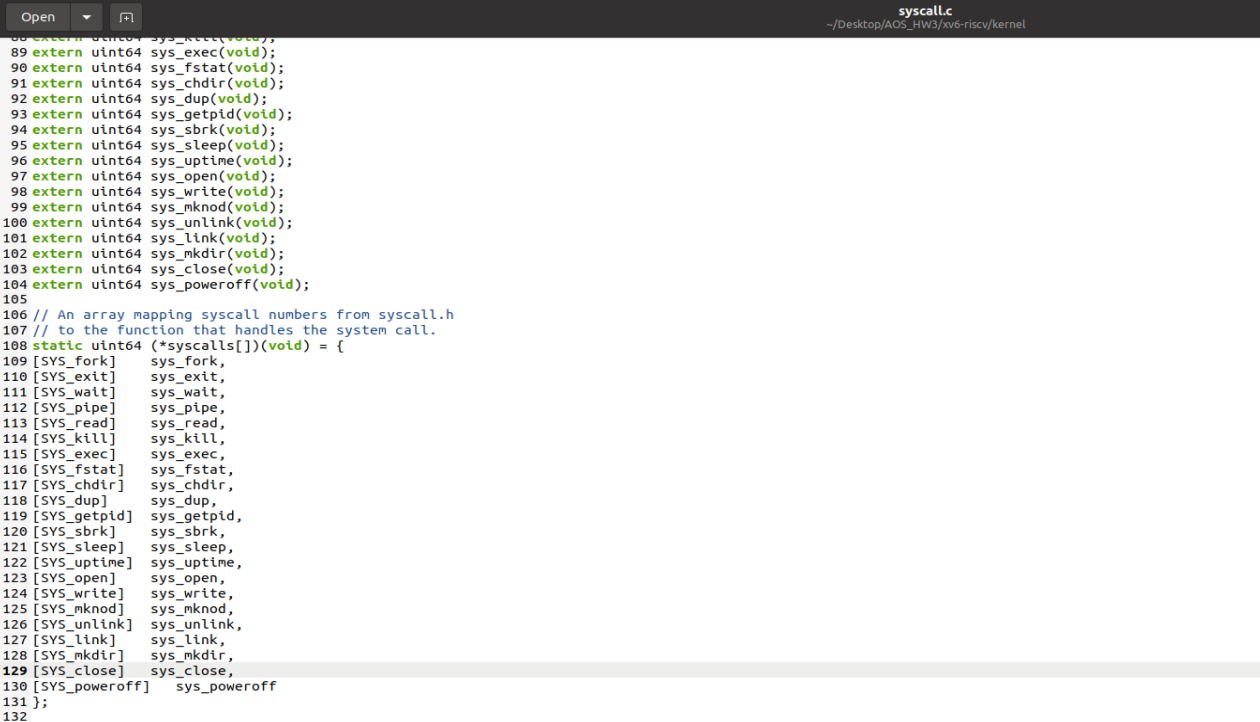 Open
syscall.c
~/Desktop/AOS_HW3/xv6-riscv/kernel
88 extern uint64 sys_kill(void);
89 extern uint64 sys_exec(void);
90 extern uint64 sys_fstat(void);
91 extern uint64 sys_chdir(void);
92 extern uint64 sys_dup(void);
93 extern uint64 sys_getpid(void);
94 extern uint64 sys_sbrk(void);
95 extern uint64 sys_sleep(void);
96 extern uint64 sys_uptime(void);
97 extern uint64 sys_open(void);
98 extern uint64 sys_write(void);
99 extern uint64 sys_mknod(void);
100 extern uint64 sys_unlink(void);
101 extern uint64 sys_link(void);
102 extern uint64 sys_mkdir(void);
103 extern uint64 sys_close(void);
104 extern uint64 sys_poweroff(void);
105
106 // An array mapping syscall numbers from syscall.h
107 // to the function that handles the system call.
108 static uint64 (*syscalls[])(void) = {
109 [SYS_fork]    sys_fork,
110 [SYS_exit]    sys_exit,
111 [SYS_wait]    sys_wait,
112 [SYS_pipe]    sys_pipe,
113 [SYS_read]    sys_read,
114 [SYS_kill]    sys_kill,
115 [SYS_exec]    sys_exec,
116 [SYS_fstat]   sys_fstat,
117 [SYS_chdir]   sys_chdir,
118 [SYS_dup]     sys_dup,
119 [SYS_getpid]  sys_getpid,
120 [SYS_sbrk]    sys_sbrk,
121 [SYS_sleep]   sys_sleep,
122 [SYS_uptime]  sys_uptime,
123 [SYS_open]    sys_open,
124 [SYS_write]   sys_write,
125 [SYS_mknod]   sys_mknod,
126 [SYS_unlink]  sys_unlink,
127 [SYS_link]    sys_link,
128 [SYS_mkdir]   sys_mkdir,
129 [SYS_close]   sys_close,
130 [SYS_poweroff]   sys_poweroff
131 };
132